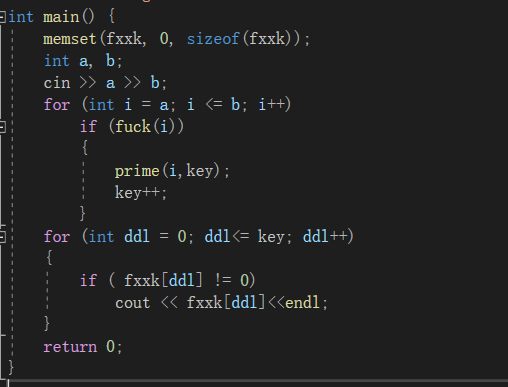 int main() {
memset(fxxk, 0, sizeof(fxxk));
int a, b;
cin >> a >> b;
for (int i = a; i <= b; i++)
if (fuck(i))
{
prime(i,key);
key++;
}
for (int ddl = 0; ddl<= key; ddl++)
{
if ( fxxk[ddl] != 0)
cout << fxxk[ddl]<<endl;
}
return 0;
}